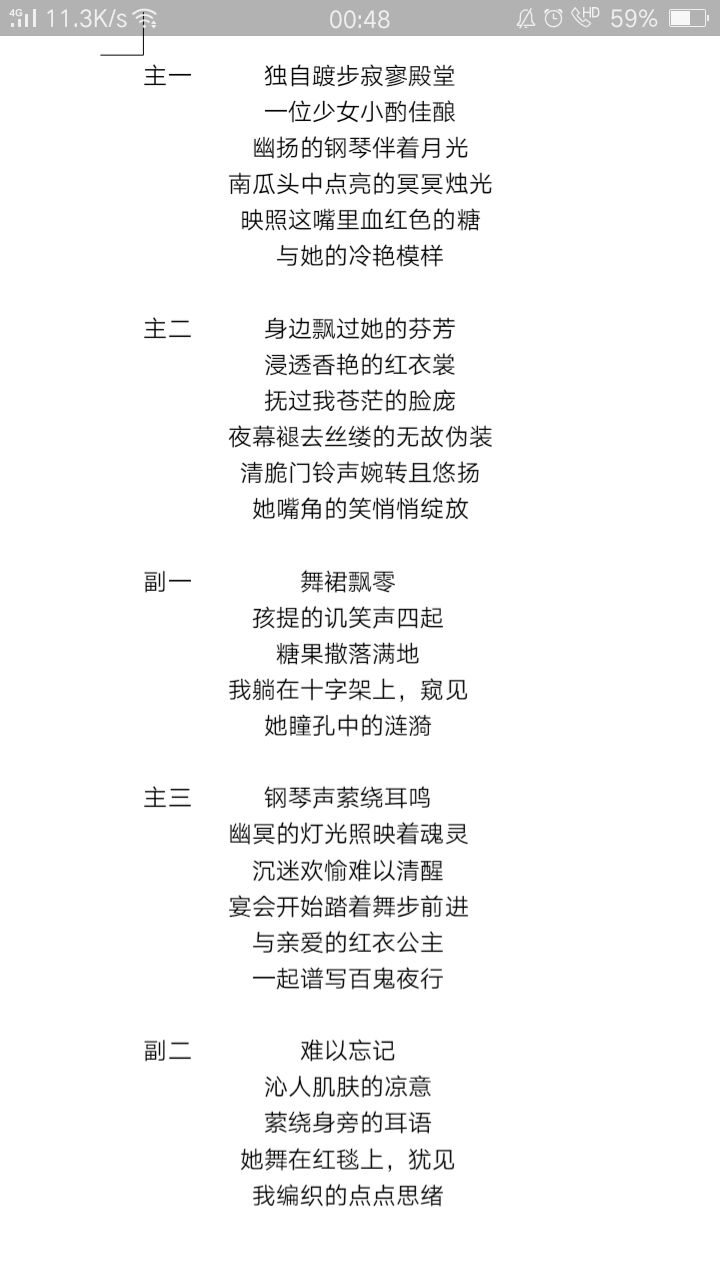 4G 11.3K/s 00:48 HD 59%
主一 独自踱步寂寥殿堂
一位少女小酌佳酿
幽扬的钢琴伴着月光
南瓜头中点亮的冥冥烛光
映照这嘴里血红色的糖
与她的冷艳模样
主二 身边飘过她的芬芳
浸透香艳的红衣裳
抚过我苍茫的脸庞
夜幕褪去丝缕的无故伪装
清脆门铃声婉转且悠扬
她嘴角的笑悄悄绽放
副一 舞裙飘零
孩提的讥笑声四起
糖果撒落满地
我躺在十字架上，窥见
她瞳孔中的涟漪
主三 钢琴声萦绕耳鸣
幽冥的灯光照映着魂灵
沉迷欢愉难以清醒
宴会开始踏着舞步前进
与亲爱的红衣公主
一起谱写百鬼夜行
副二 难以忘记
沁人肌肤的凉意
萦绕身旁的耳语
她舞在红毯上，犹见
我编织的点点思绪